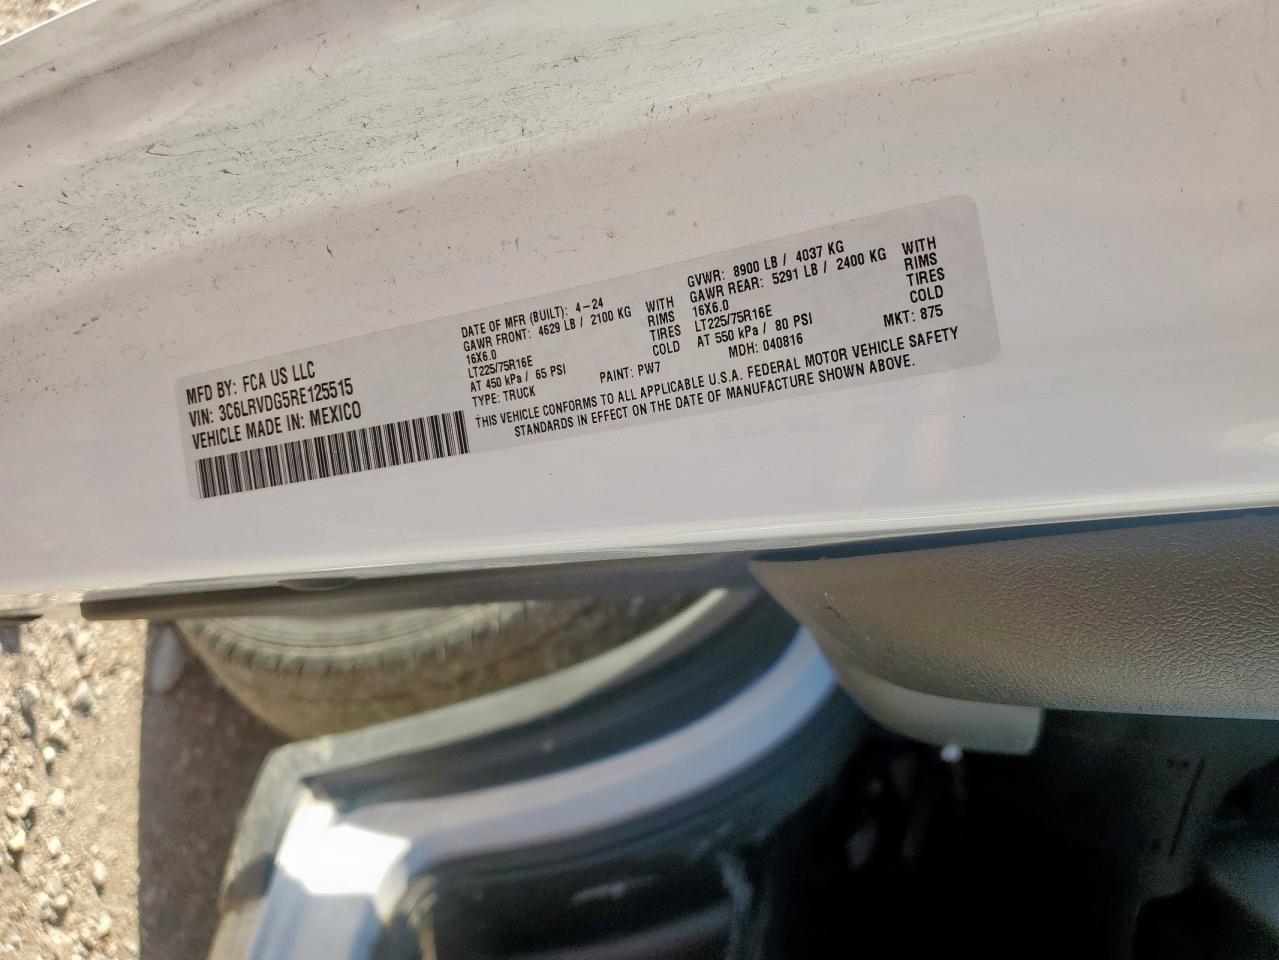 MFD BY: FCA US LLC
VIN: 3C6LRVDG5RE125515
VEHICLE MADE IN: MEXICO
DATE OF MFR (BUILT): 4-24
GAWR FRONT: 4629 LB / 2100 KG WITH
16X6.0 RIMS
LT225/75R16E TIRES
AT 450 kPa / 65 PSI COLD
TYPE: TRUCK
PAINT: PW7
GVWR: 8900 LB / 4037 KG
GAWR REAR: 5291 LB / 2400 KG WITH
16X6.0 RIMS
LT225/75R16E TIRES
AT 550 kPa / 80 PSI COLD
MDH: 040816
MKT: 875
THIS VEHICLE CONFORMS TO ALL APPLICABLE U.S.A. FEDERAL MOTOR VEHICLE SAFETY
STANDARDS IN EFFECT ON THE DATE OF MANUFACTURE SHOWN ABOVE.